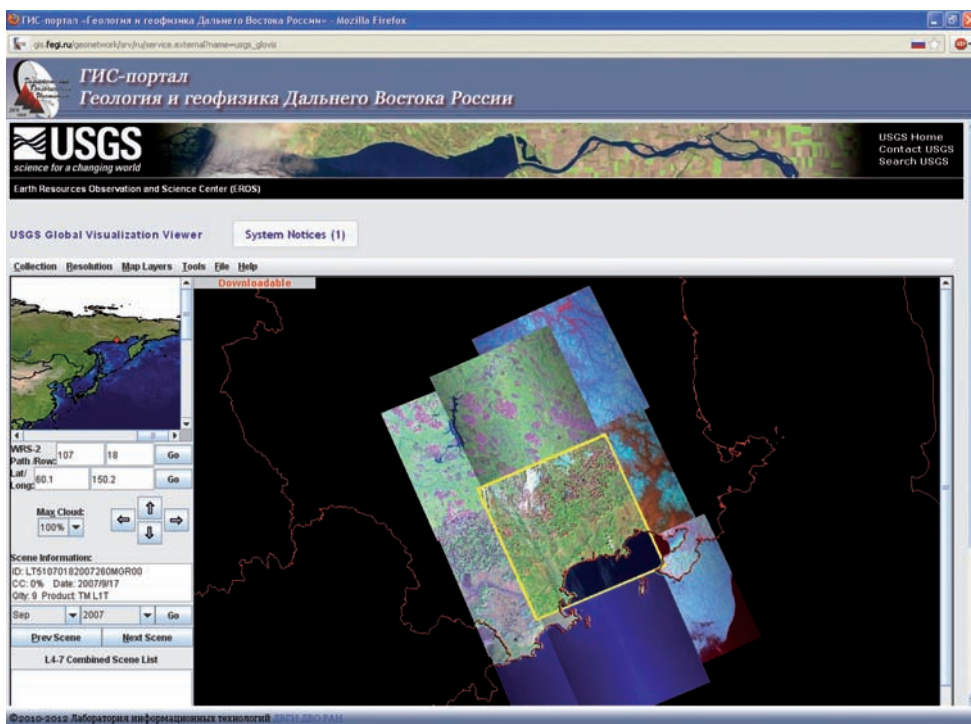 ГИС-портал «Геология и геофизика Дальнего Востока России» - Mozilla Firefox
gis.fegi.ru/geonetwork/srv/ru/service.external?name=usgs_glovis
ГИС-портал
Геология и геофизика Дальнего Востока России
USGS
science for a changing world
USGS Home
Contact USGS
Search USGS
Earth Resources Observation and Science Center (EROS)
USGS Global Visualization Viewer
System Notices (1)
Collection Resolution Map Layers Tools File Help
Downloadable
WRS-2
Path /Row: 107 18 Go
Lat/
Long: 60.1 150.2 Go
Max Cloud:
100%
Scene Information:
ID: LT51070182007260MGR00
CC: 0% Date: 2007/9/17
Qlty: 9 Product: TM L1T
Sep 2007 Go
Prev Scene Next Scene
L4-7 Combined Scene List
©2010-2012 Лаборатория информационных технологий ДВГИ ДВО РАН